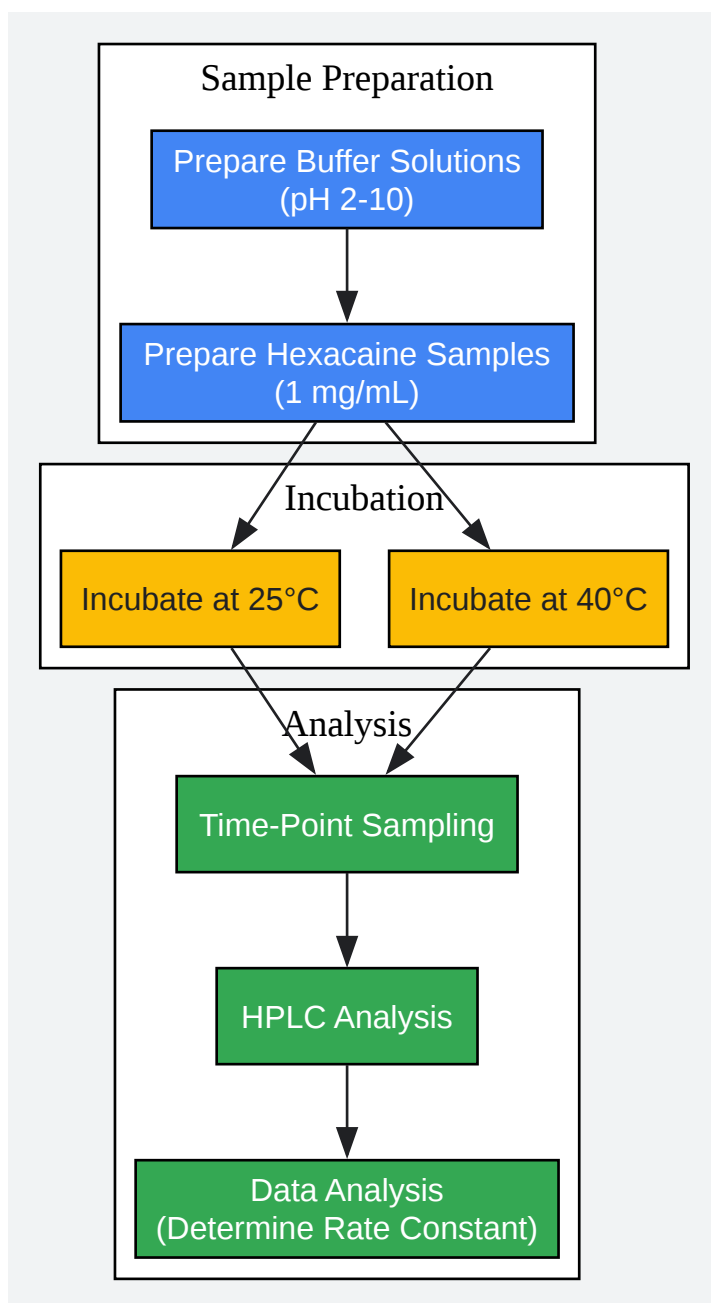 Sample Preparation
Prepare Buffer Solutions
(pH 2-10)
Prepare Hexacaine Samples
(1 mg/mL)
Incubation
Incubate at 25°C
Incubate at 40°C
Analysis
Time-Point Sampling
HPLC Analysis
Data Analysis
(Determine Rate Constant)